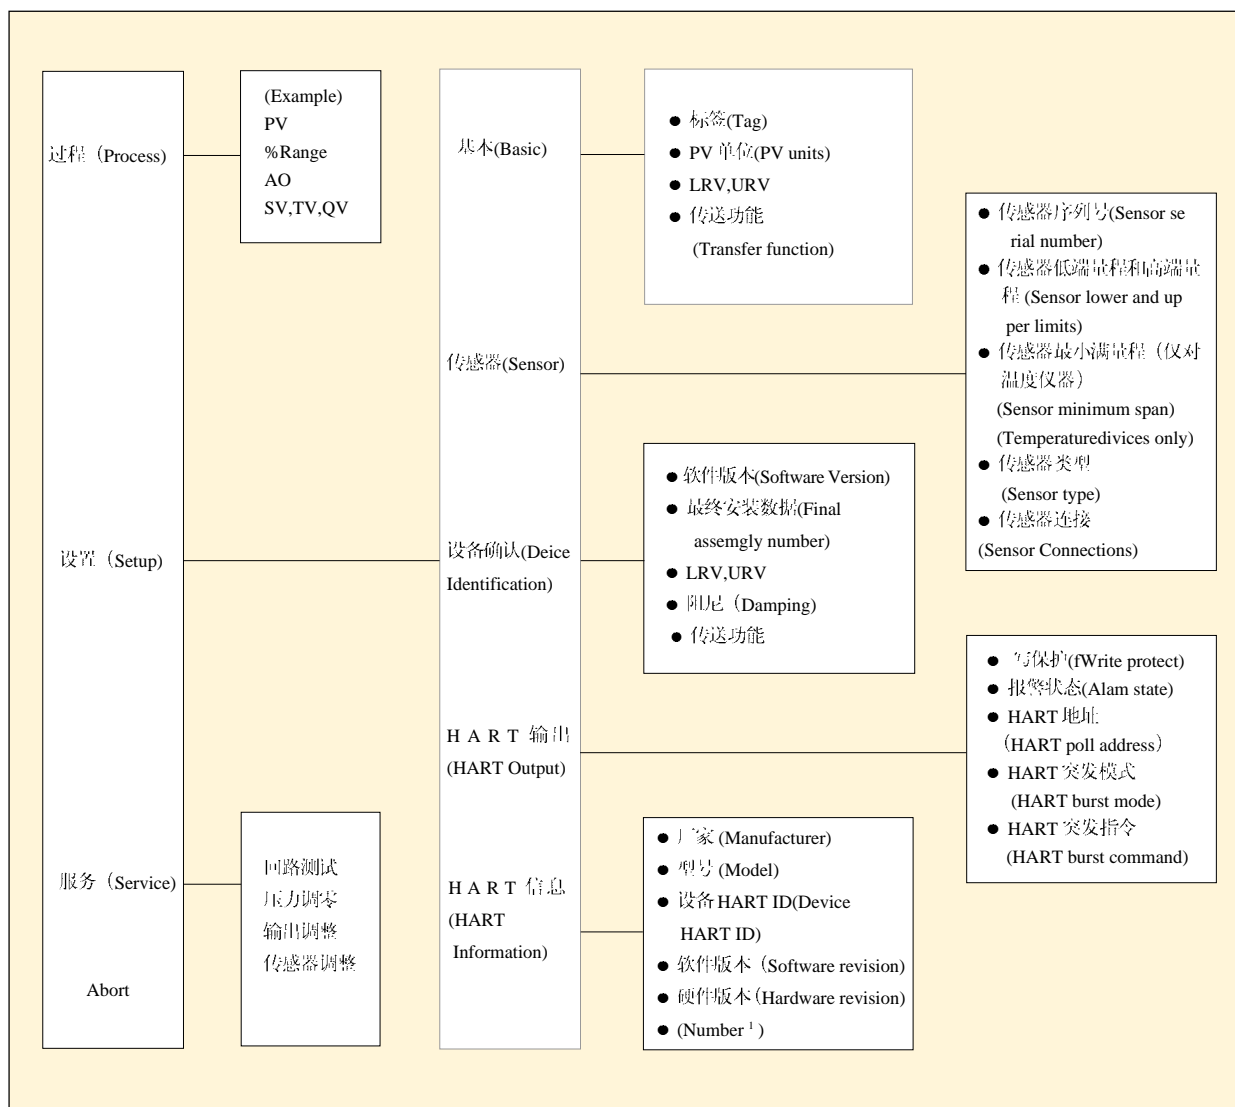 过程（Process)
设置（Setup)
服务（Service)
Abort
(Example)
PV
%Range
AO
SV,TV,QV
回路测试
压力调零
输出调整
传感器调整
基本(Basic)
传感器(Sensor)
设备确认(Deice
Identification)
HART 输出
(HART Output)
HART 信息
(HART
Information)
● 标签(Tag)
● PV 单位(PV units)
● LRV,URV
● 传送功能
(Transfer function)
● 传感器序列号(Sensor se
rial number)
● 传感器低端量程和高端量
程 (Sensor lower and up
per limits)
● 传感器最小满量程（仅对
温度仪器）
(Sensor minimum span)
(Temperaturedivices only)
● 传感器类型
(Sensor type)
● 传感器连接
(Sensor Connections)
● 软件版本(Software Version)
● 最终安装数据(Final
assemgly number)
● LRV,URV
● 阻尼（Damping)
● 传送功能
● 写保护(fWrite protect)
● 报警状态(Alam state)
● HART 地址
（HART poll address）
● HART 突发模式
(HART burst mode)
● HART 突发指令
(HART burst command)
● 厂家 (Manufacturer)
● 型号 (Model)
● 设备 HART ID(Device
HART ID)
● 软件版本（Software revision)
● 硬件版本（Hardware revision)
● (Number ¹ )